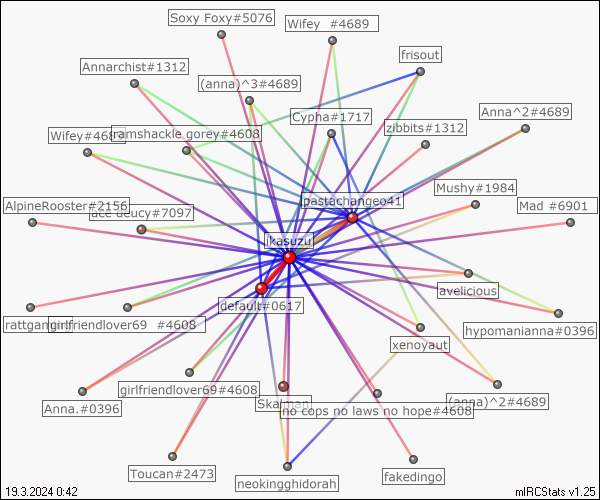 Soxy Foxy#5076
Wifey #4689
frisout
Annarchist#1312
(anna)^3#4689
Anna^2#4689
Cypha#1717
zibbits#1312
Wifey#4689
ramshackle gorey#4608
Mushy#1984
pastachangeo41
AlpineRooster#2156
ace deucy#7097
Mad #6901
ikasuzu
avelicious
default#0617
girlfriendlover69 #4608
hypomanianna#0396
xenoyaut
girlfriendlover69#4608
Anna.#0396
no cops no laws no hope#4608
(anna)^2#4689
Toucan#2473
neokingghidorah
fakedingo
19.3.2024 0:42
mIRCStats v1.25